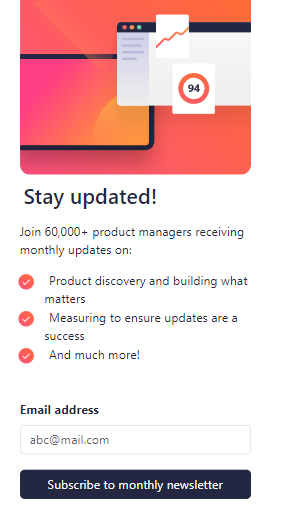 94
Stay updated!
Join 60,000+ product managers receiving
monthly updates on:
Product discovery and building what
matters
Measuring to ensure updates are a
success
And much more!
Email address
abc@mail.com
Subscribe to monthly newsletter